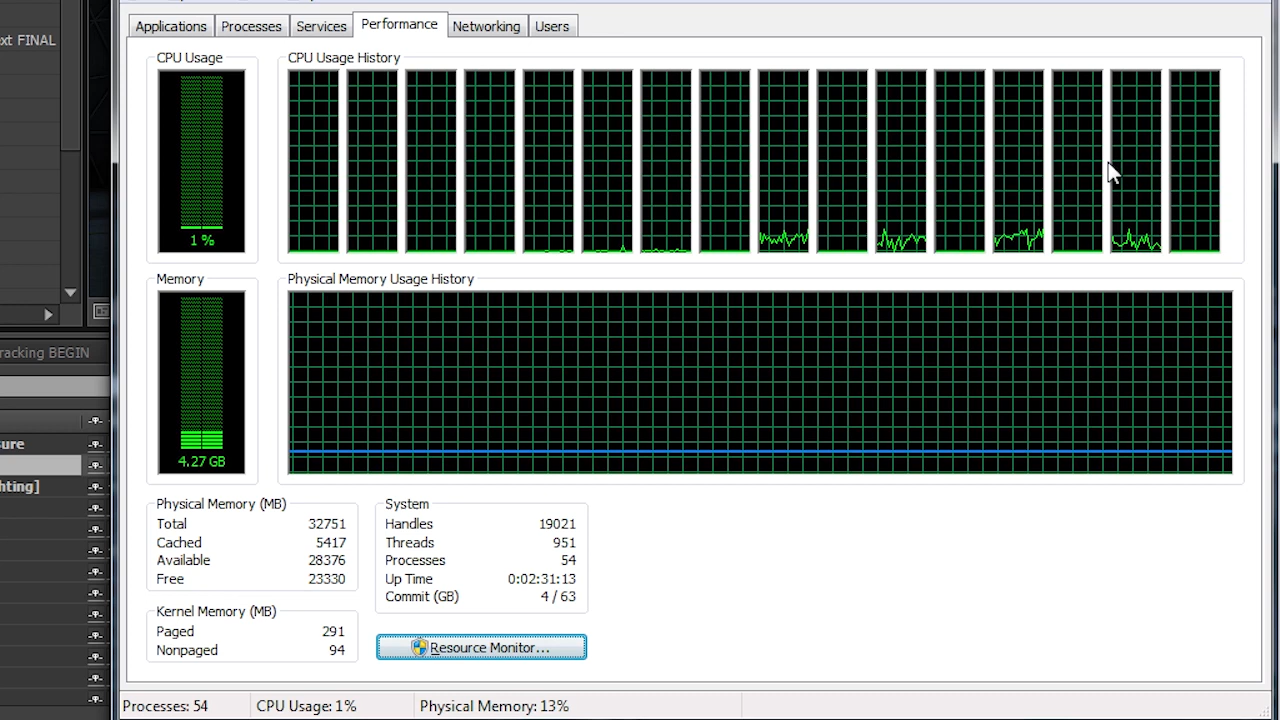 ext FINAL
racking BEGIN
sure
hting]
Applications Processes Services Performance Networking Users
CPU Usage
1 %
CPU Usage History
Memory
4.27 GB
Physical Memory Usage History
Physical Memory (MB)
Total 32751
Cached 5417
Available 28376
Free 23330
Kernel Memory (MB)
Paged 291
Nonpaged 94
System
Handles 19021
Threads 951
Processes 54
Up Time 0:02:31:13
Commit (GB) 4 / 63
Resource Monitor...
Processes: 54 CPU Usage: 1% Physical Memory: 13%